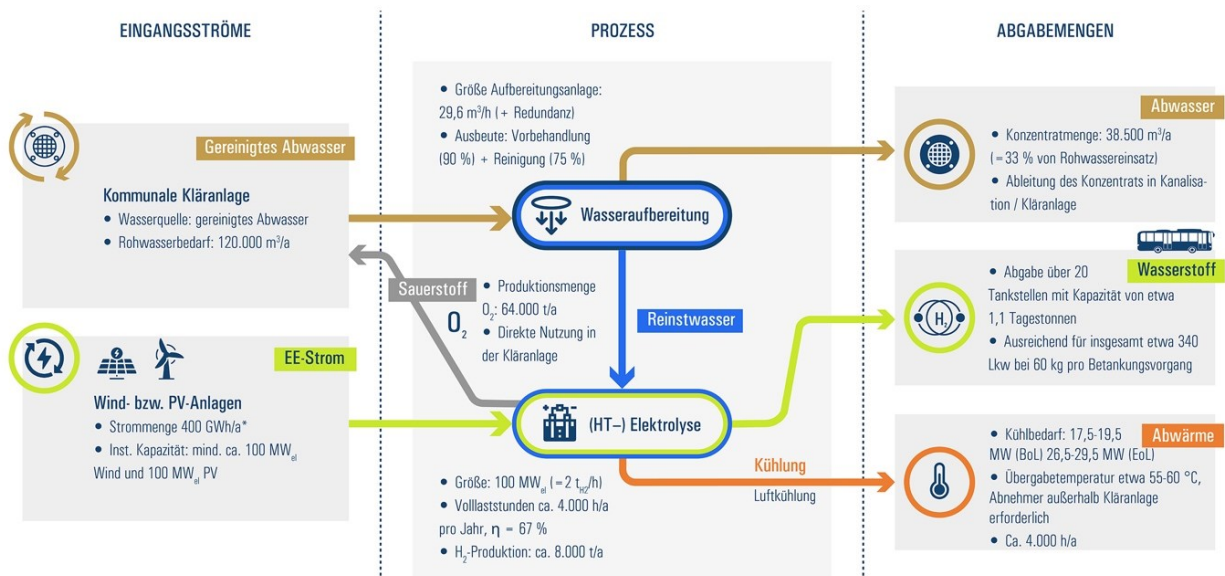 EINGANGSSTRÖME
PROZESS
ABGABEMENGEN
Gereinigtes Abwasser
Kommunale Kläranlage
• Wasserquelle: gereinigtes Abwasser
• Rohwasserbedarf: 120.000 m³/a
EE-Strom
Wind- bzw. PV-Anlagen
• Strommenge 400 GWh/a*
• Inst. Kapazität: mind. ca. 100 MWel
Wind und 100 MWel PV
• Größe Aufbereitungsanlage:
29,6 m³/h (+ Redundanz)
• Ausbeute: Vorbehandlung
(90 %) + Reinigung (75 %)
Wasseraufbereitung
Sauerstoff
O₂
• Produktionsmenge
O₂: 64.000 t/a
• Direkte Nutzung in
der Kläranlage
Reinstwasser
(HT–) Elektrolyse
• Größe: 100 MWel (=2 tH2/h)
• Volllaststunden ca. 4.000 h/a
pro Jahr, η = 67 %
• H₂-Produktion: ca. 8.000 t/a
Kühlung
Luftkühlung
Abwasser
• Konzentratmenge: 38.500 m³/a
(=33 % von Rohwassereinsatz)
• Ableitung des Konzentrats in Kanalisa-
tion / Kläranlage
Wasserstoff
H₂
• Abgabe über 20
Tankstellen mit Kapazität von etwa
1,1 Tagestonnen
• Ausreichend für insgesamt etwa 340
Lkw bei 60 kg pro Betankungsvorgang
Abwärme
• Kühlbedarf: 17,5-19,5
MW (BoL) 26,5-29,5 MW (EoL)
• Übergabetemperatur etwa 55-60 °C,
Abnehmer außerhalb Kläranlage
erforderlich
• Ca. 4.000 h/a